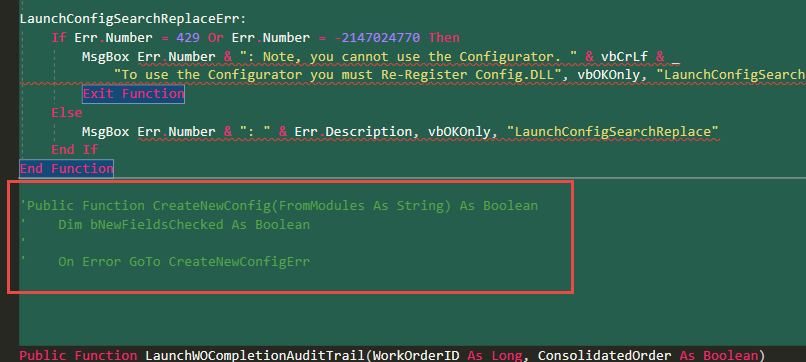 LaunchConfigSearchReplaceErr:
If Err.Number = 429 Or Err.Number = -2147024770 Then
MsgBox Err.Number & ": Note, you cannot use the Configurator. " & vbCrLf & _
"To use the Configurator you must Re-Register Config.DLL", vbOKOnly, "LaunchConfigSearch
Exit Function
Else
MsgBox Err.Number & ": " & Err.Description, vbOKOnly, "LaunchConfigSearchReplace"
End If
End Function
'Public Function CreateNewConfig(FromModules As String) As Boolean
'    Dim bNewFieldsChecked As Boolean
'
'    On Error GoTo CreateNewConfigErr
Public Function LaunchWOCompletionAuditTrail(WorkOrderID As Long, ConsolidatedOrder As Boolean)